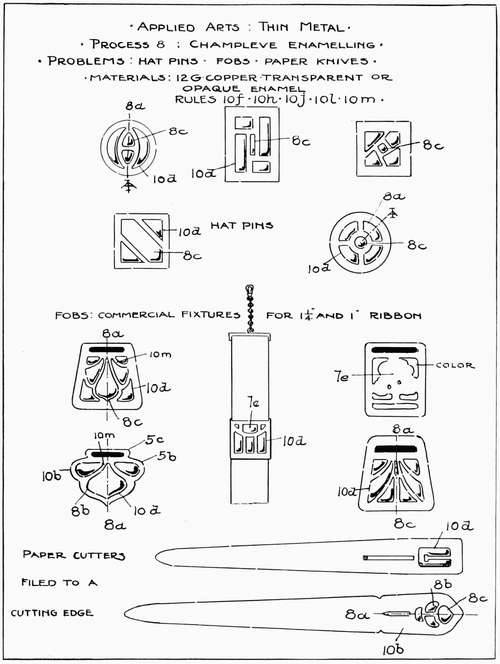 · APPLIED ARTS : THIN METAL ·
· PROCESS 8 : CHAMPLEVE ENAMELLING ·
· PROBLEMS : HAT PINS · FOBS · PAPER KNIVES ·
· MATERIALS : 12 G · COPPER · TRANSPARENT OR
OPAQUE ENAMEL
RULES 10f · 10h · 10j · 10l · 10m ·
8a
8c
10d
8c
10d
8c
8a
10d
8c
HAT PINS
8c
10d
FOBS : COMMERCIAL FIXTURES FOR 1¼" AND 1" RIBBON
8a
10m
10d
8c
7e
10d
7e
COLOR
10m
5c
5b
10b
8b
8a
10d
8a
10d
8c
PAPER CUTTERS
10d
FILED TO A
CUTTING EDGE
8b
8c
8a
10b